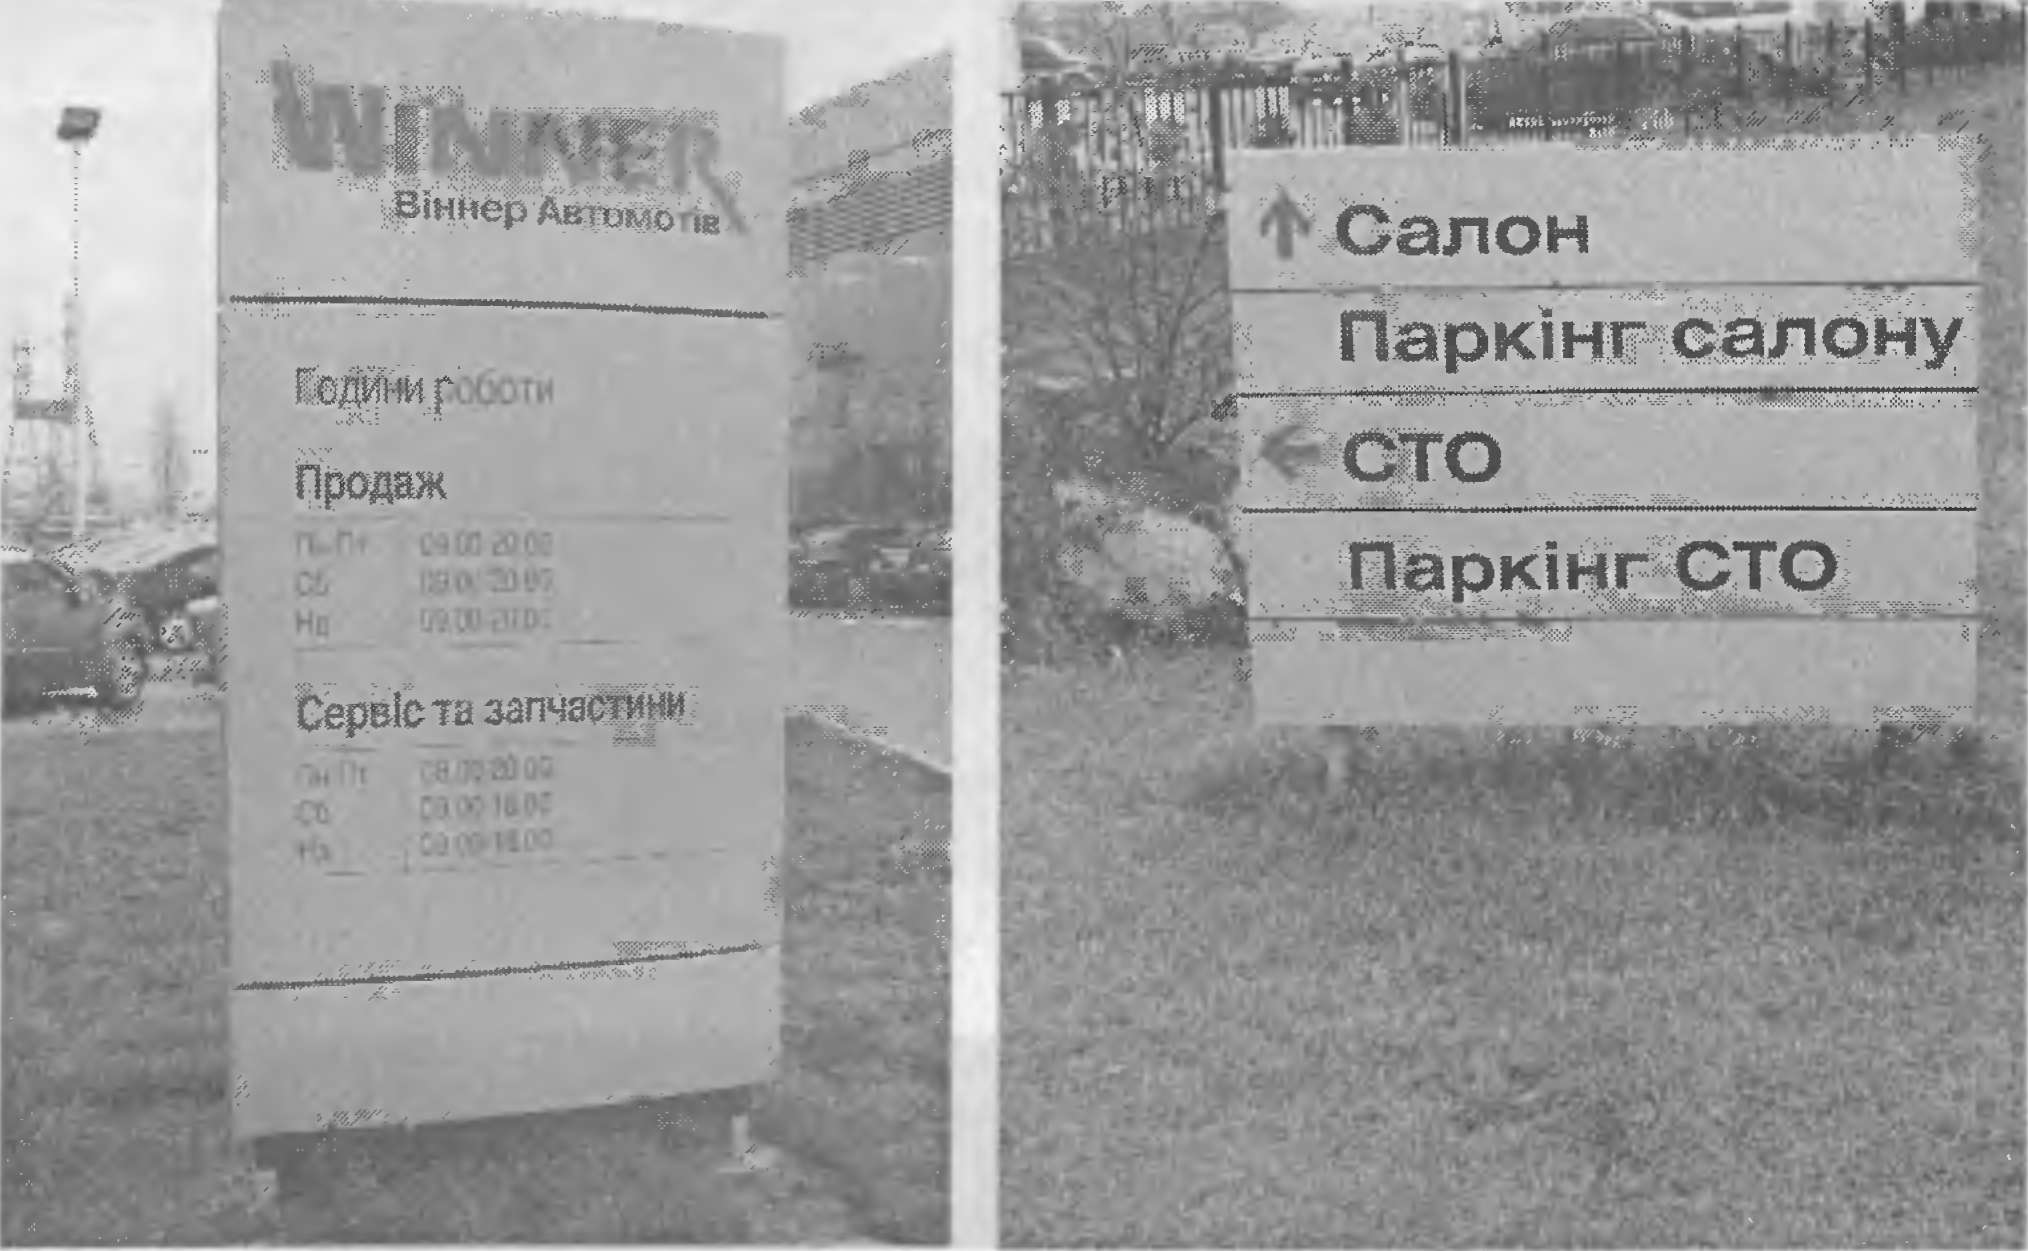 WINNER
Віннер Автомотів
Години роботи
Продаж
Пн-Пт 09.00-20.00
Сб 09.00-20.00
Нд 09.00-20.00
Сервіс та запчастини
Пн-Пт 08.00-20.00
Сб 09.00-18.00
Нд 09.00-18.00
↑ Салон
Паркінг салону
← СТО
Паркінг СТО